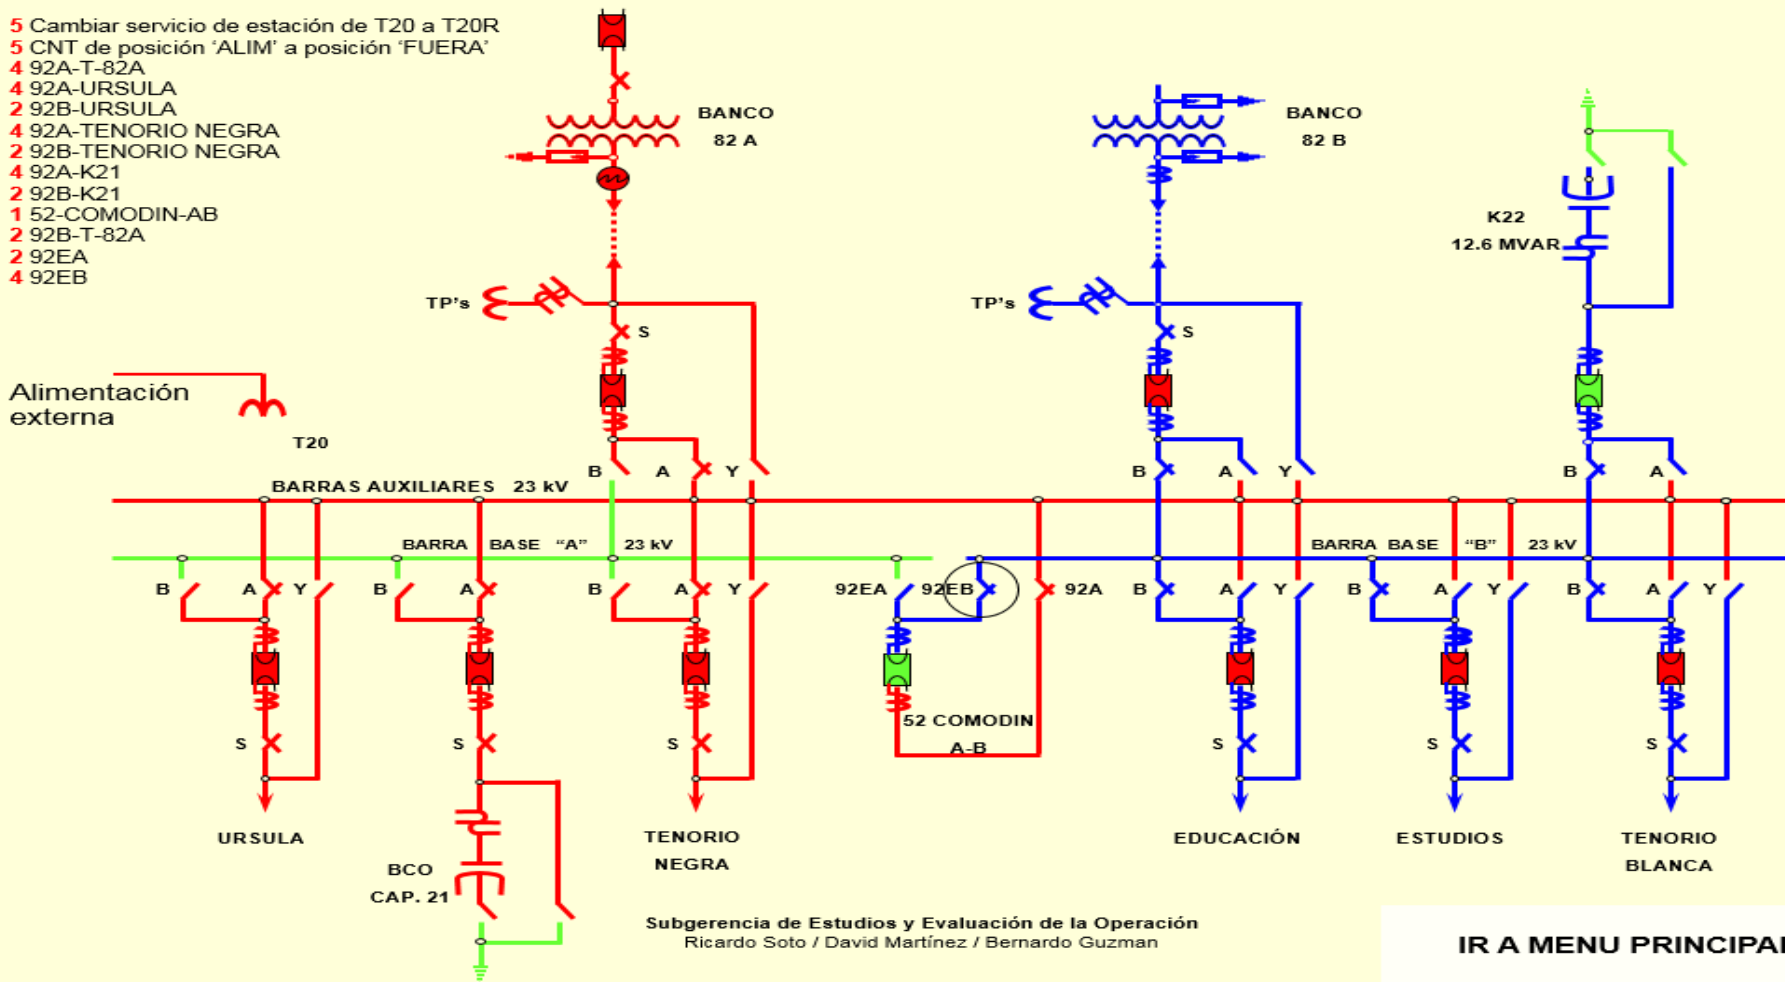 5 Cambiar servicio de estación de T20 a T20R
5 CNT de posición ‘ALIM’ a posición ‘FUERA’
4 92A-T-82A
4 92A-URSULA
2 92B-URSULA
4 92A-TENORIO NEGRA
2 92B-TENORIO NEGRA
4 92A-K21
2 92B-K21
1 52-COMODIN-AB
2 92B-T-82A
2 92EA
4 92EB
BANCO
82 A
BANCO
82 B
K22
12.6 MVAR
TP's
TP's
S
S
Alimentación
externa
T20
B A Y
B A Y
B A
BARRAS AUXILIARES 23 kV
BARRA BASE “A” 23 kV
BARRA BASE “B” 23 kV
B A Y B A B A Y 92EA 92EB 92A B A Y B A Y B A Y
52 COMODIN
A-B
S S S S S S
URSULA
BCO
CAP. 21
TENORIO
NEGRA
EDUCACIÓN
ESTUDIOS
TENORIO
BLANCA
Subgerencia de Estudios y Evaluación de la Operación
Ricardo Soto / David Martínez / Bernardo Guzman
IR A MENU PRINCIPAL